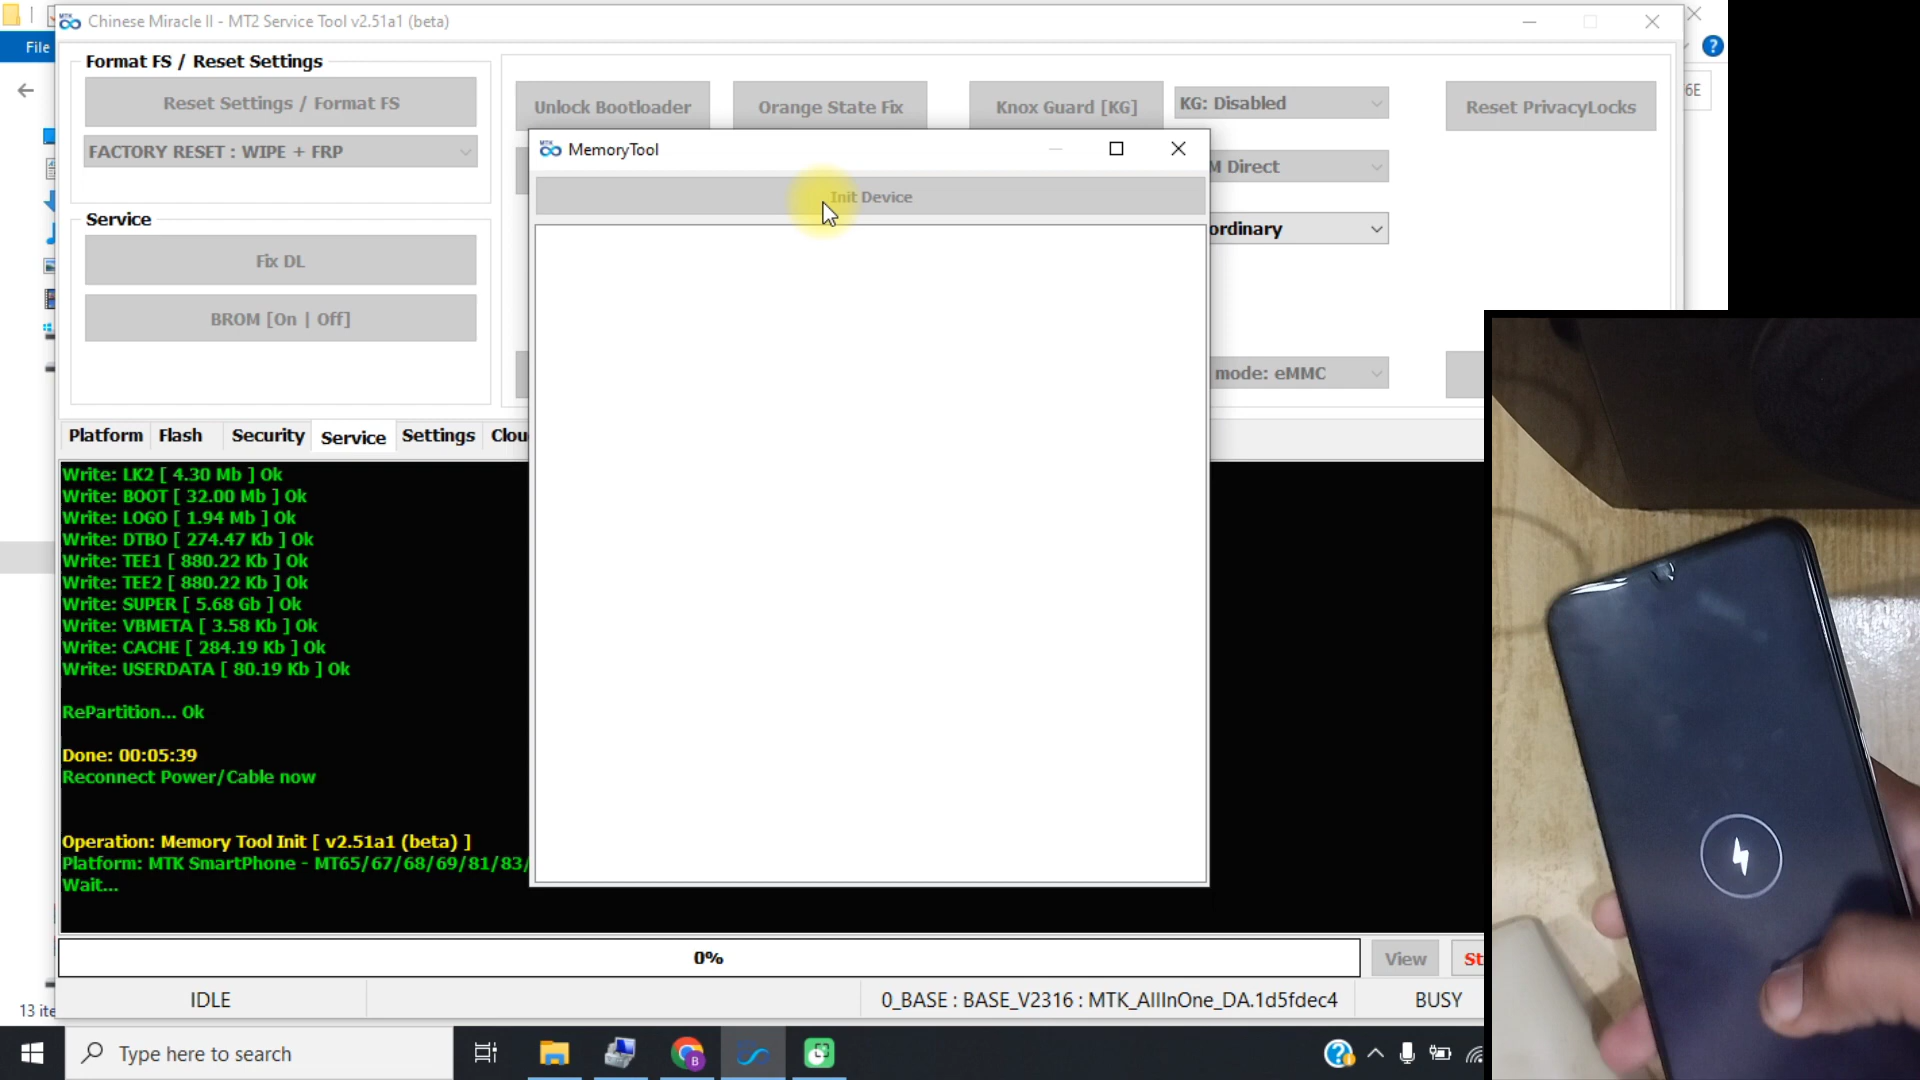 Chinese Miracle II - MT2 Service Tool v2.51a1 (beta)
File
Format FS / Reset Settings
Reset Settings / Format FS
FACTORY RESET : WIPE + FRP
Unlock Bootloader
Orange State Fix
Knox Guard [KG]
KG: Disabled
Reset PrivacyLocks
6E
MTK
MemoryTool
Init Device
M Direct
ordinary
mode: eMMC
Service
Fix DL
BROM [On | Off]
Platform
Flash
Security
Service
Settings
Clou
Write: LK2 [ 4.30 Mb ] Ok
Write: BOOT [ 32.00 Mb ] Ok
Write: LOGO [ 1.94 Mb ] Ok
Write: DTBO [ 274.47 Kb ] Ok
Write: TEE1 [ 880.22 Kb ] Ok
Write: TEE2 [ 880.22 Kb ] Ok
Write: SUPER [ 5.68 Gb ] Ok
Write: VBMETA [ 3.58 Kb ] Ok
Write: CACHE [ 284.19 Kb ] Ok
Write: USERDATA [ 80.19 Kb ] Ok
RePartition... Ok
Done: 00:05:39
Reconnect Power/Cable now
Operation: Memory Tool Init [ v2.51a1 (beta) ]
Platform: MTK SmartPhone - MT65/67/68/69/81/83/
Wait...
0%
View
St
IDLE
0_BASE : BASE_V2316 : MTK_AllInOne_DA.1d5fdec4
BUSY
13 ite
Type here to search